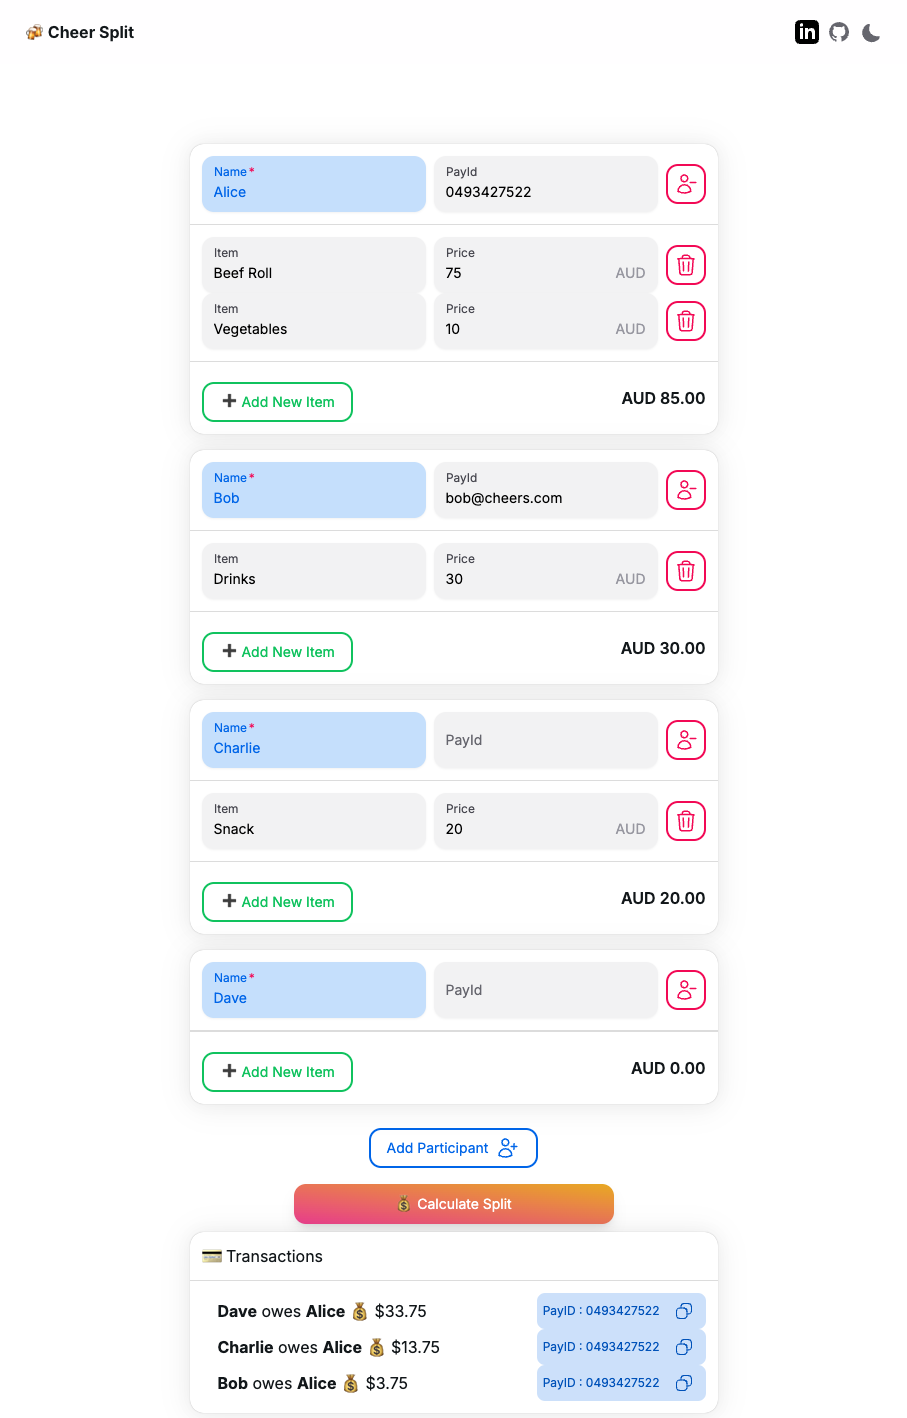 Cheer Split
in
Name*
Alice
PayId
0493427522
Item
Beef Roll
Price
75 AUD
Item
Vegetables
Price
10 AUD
Add New Item
AUD 85.00
Name*
Bob
PayId
bob@cheers.com
Item
Drinks
Price
30 AUD
Add New Item
AUD 30.00
Name*
Charlie
PayId
Item
Snack
Price
20 AUD
Add New Item
AUD 20.00
Name*
Dave
PayId
Add New Item
AUD 0.00
Add Participant
Calculate Split
Transactions
Dave owes Alice 💰 $33.75 PayID : 0493427522
Charlie owes Alice 💰 $13.75 PayID : 0493427522
Bob owes Alice 💰 $3.75 PayID : 0493427522